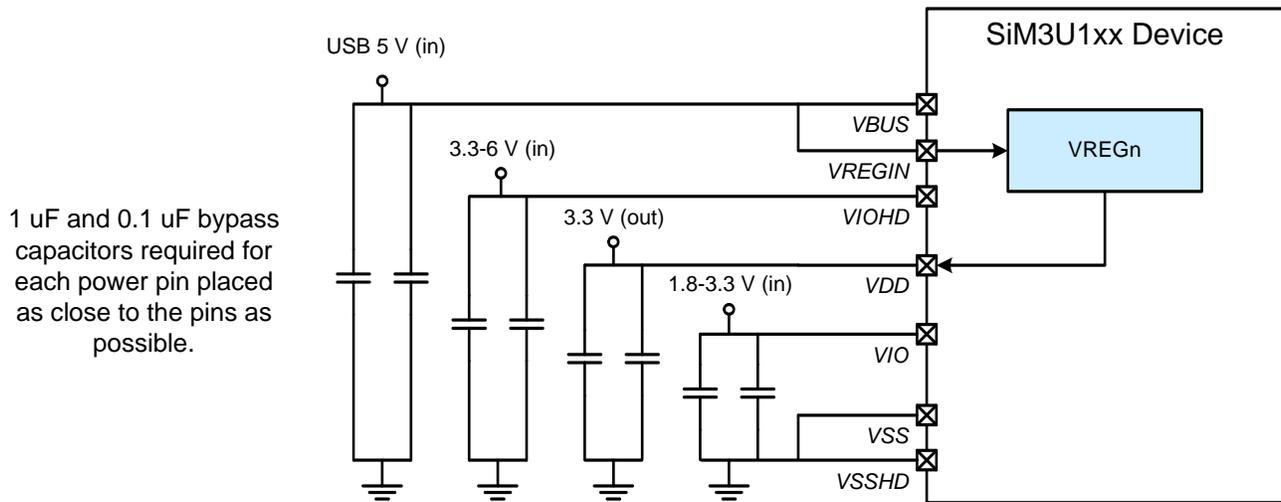 SiM3U1xx Device
USB 5 V (in)
VBUS
VREGn
3.3-6 V (in)
VREGIN
VIOHD
1 uF and 0.1 uF bypass
capacitors required for
each power pin placed
as close to the pins as
possible.
3.3 V (out)
VDD
1.8-3.3 V (in)
VIO
VSS
VSSHD